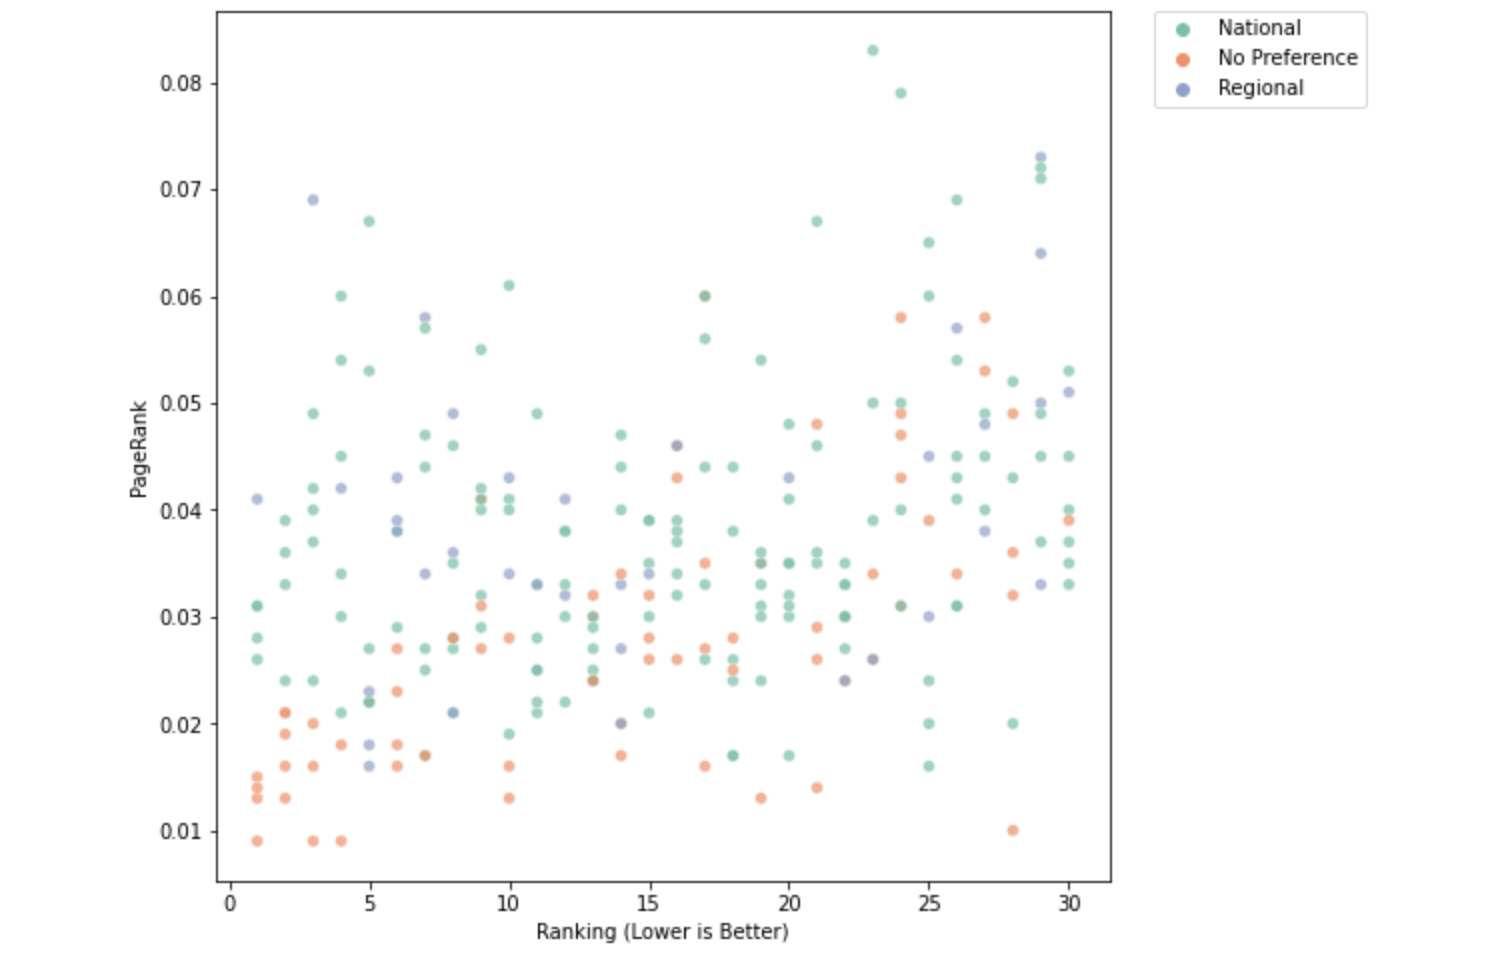 National
No Preference
Regional
0.08
0.07
0.06
0.05
0.04
0.03
0.02
0.01
PageRank
0 5 10 15 20 25 30
Ranking (Lower is Better)